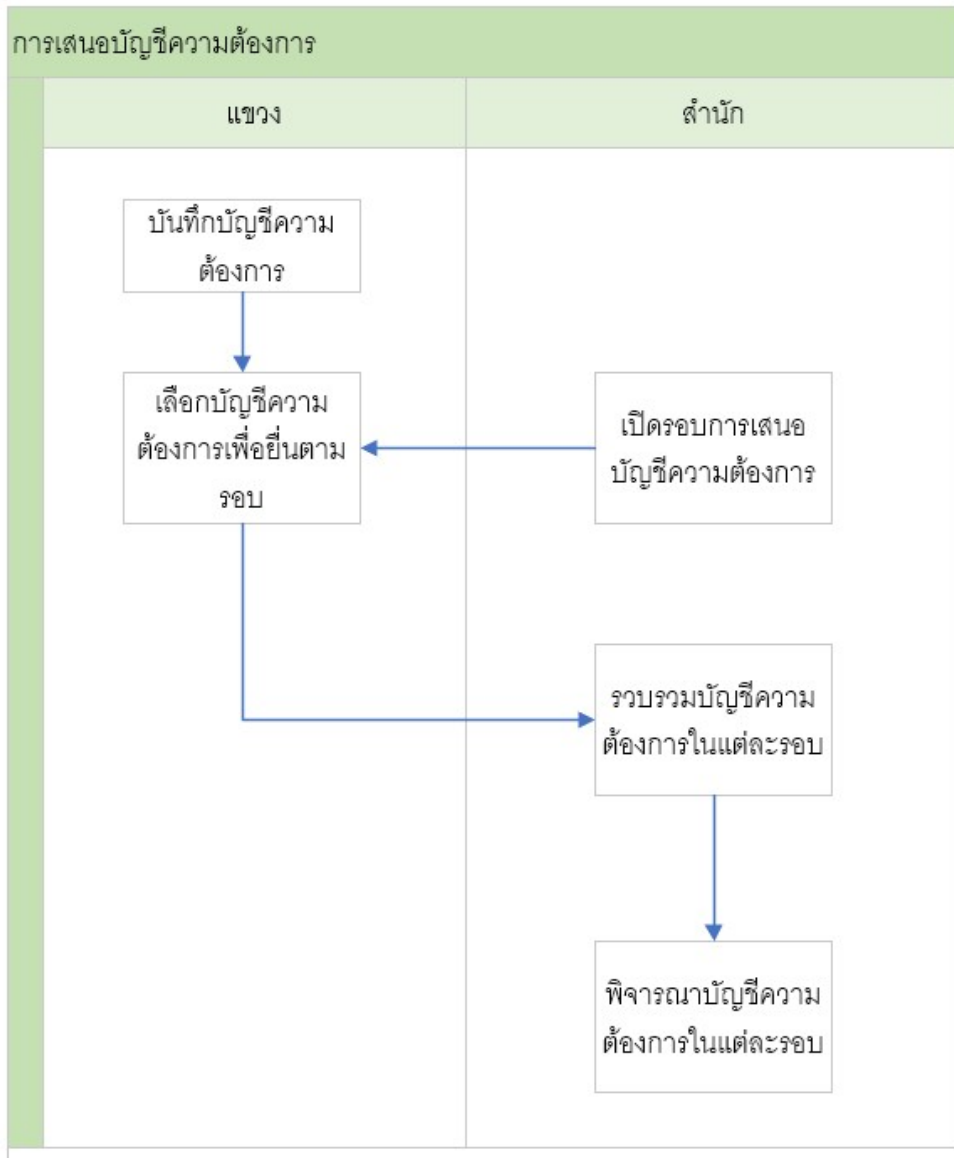 การเสนอบัญชีความต้องการ
แขวง
สำนัก
บันทึกบัญชีความ
ต้องการ
เลือกบัญชีความ
ต้องการเพื่อยื่นตาม
รอบ
เปิดรอบการเสนอ
บัญชีความต้องการ
รวบรวมบัญชีความ
ต้องการในแต่ละรอบ
พิจารณาบัญชีความ
ต้องการในแต่ละรอบ